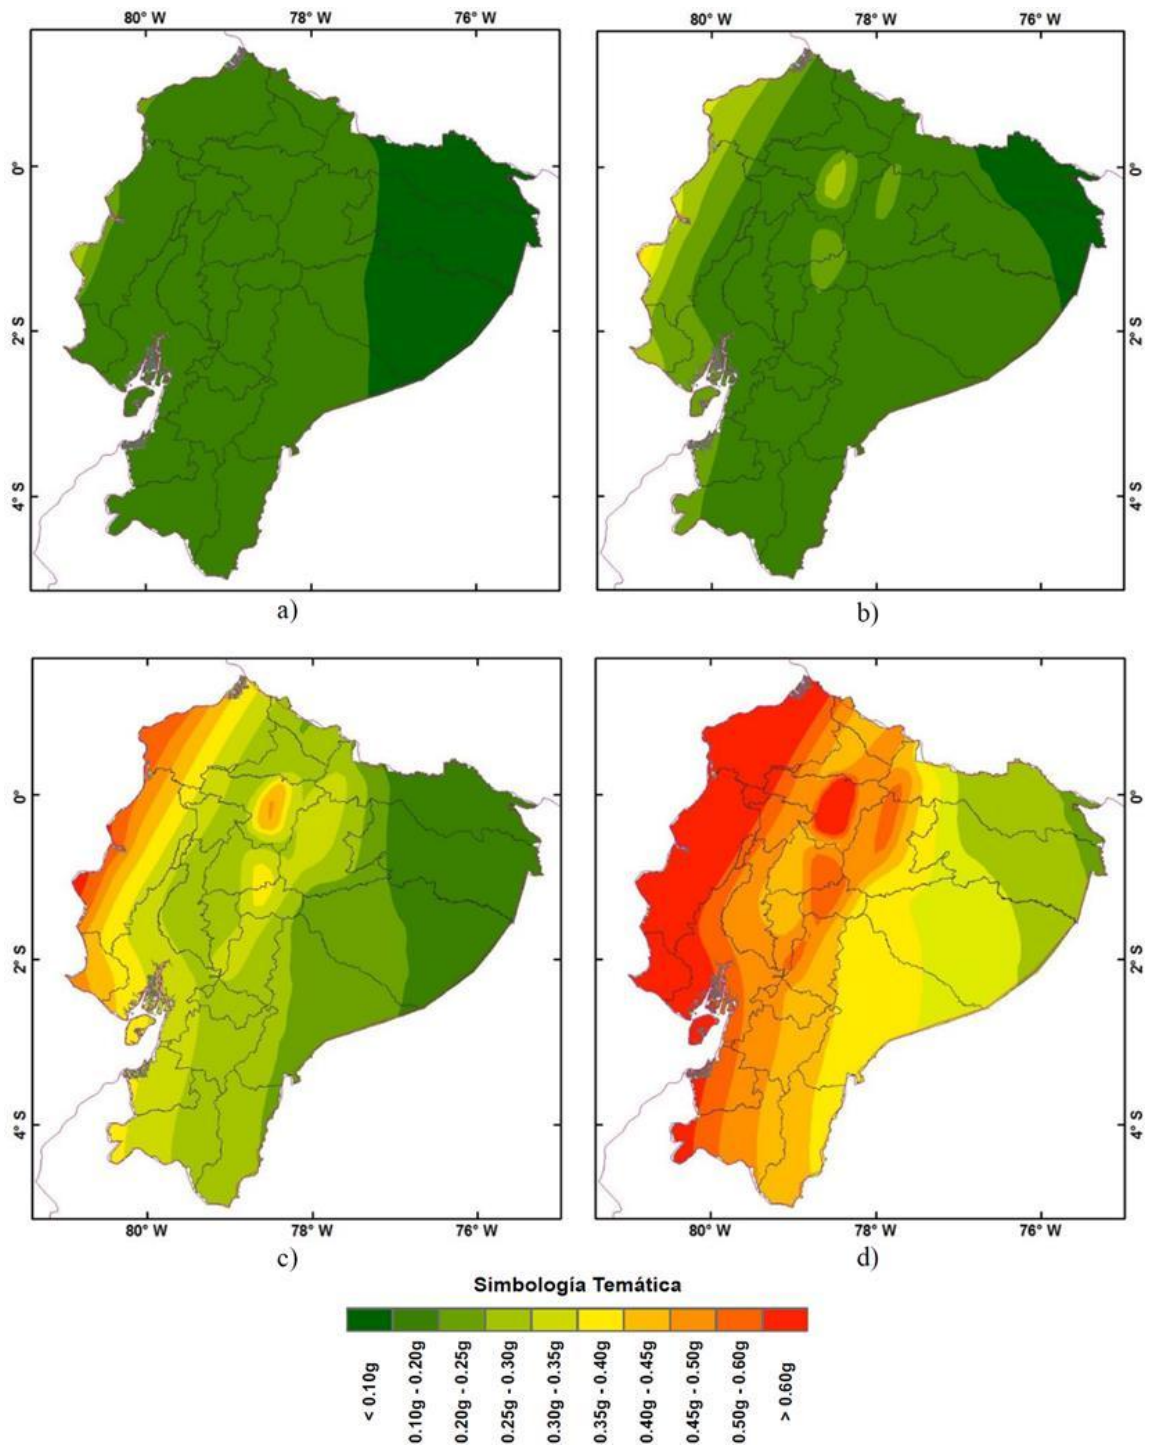 80° W 78° W 76° W 80° W 78° W 76° W
0° 0°
2° S 2° S
4° S 4° S
a) b)
0° 0°
2° S 2° S
4° S 4° S
80° W 78° W 76° W 80° W 78° W 76° W
c) d)
Simbología Temática
< 0.10g
0.10g - 0.20g
0.20g - 0.25g
0.25g - 0.30g
0.30g - 0.35g
0.35g - 0.40g
0.40g - 0.45g
0.45g - 0.50g
0.50g - 0.60g
> 0.60g